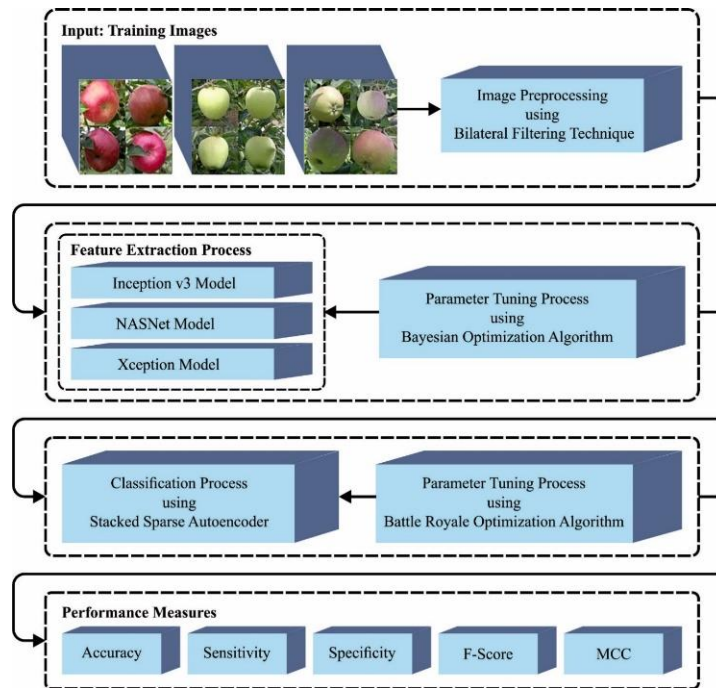 Input: Training Images
Image Preprocessing
using
Bilateral Filtering Technique
Feature Extraction Process
Inception v3 Model
NASNet Model
Xception Model
Parameter Tuning Process
using
Bayesian Optimization Algorithm
Classification Process
using
Stacked Sparse Autoencoder
Parameter Tuning Process
using
Battle Royale Optimization Algorithm
Performance Measures
Accuracy
Sensitivity
Specificity
F-Score
MCC